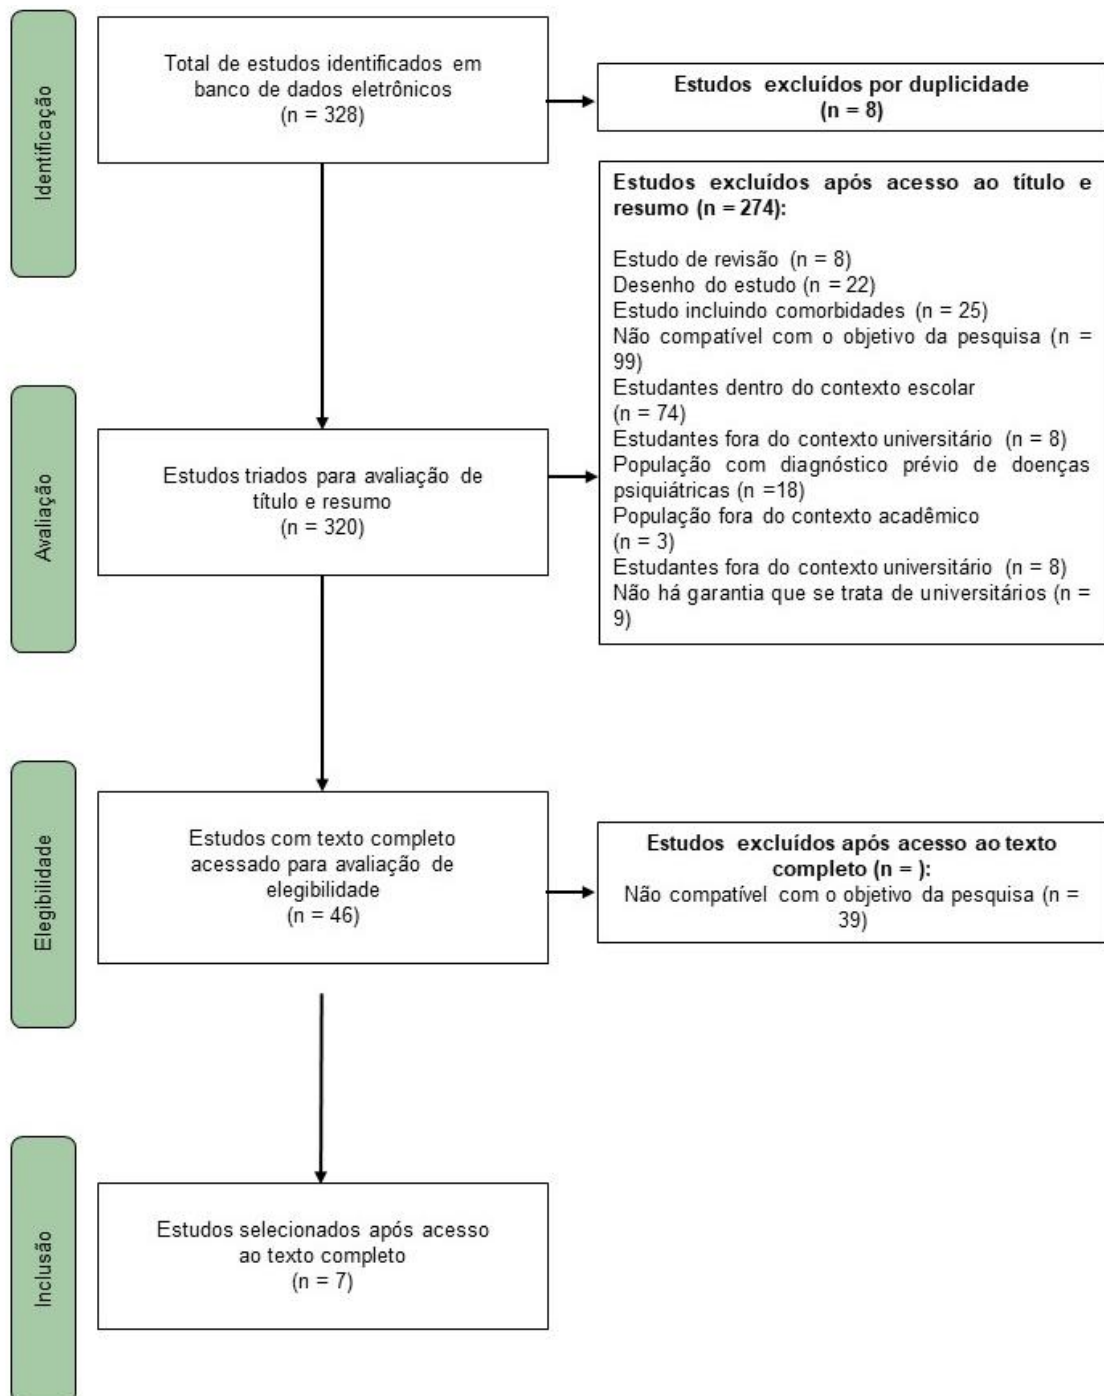 Identificação
Total de estudos identificados em
banco de dados eletrônicos
(n = 328)
Estudos excluídos por duplicidade
(n = 8)
Estudos excluídos após acesso ao título e
resumo (n = 274):
Estudo de revisão (n = 8)
Desenho do estudo (n = 22)
Estudo incluindo comorbidades (n = 25)
Não compatível com o objetivo da pesquisa (n =
99)
Estudantes dentro do contexto escolar
(n = 74)
Estudantes fora do contexto universitário (n = 8)
População com diagnóstico prévio de doenças
psiquiátricas (n =18)
População fora do contexto acadêmico
(n = 3)
Estudantes fora do contexto universitário (n = 8)
Não há garantia que se trata de universitários (n =
9)
Avaliação
Estudos triados para avaliação de
título e resumo
(n = 320)
Elegibilidade
Estudos com texto completo
acessado para avaliação de
elegibilidade
(n = 46)
Estudos excluídos após acesso ao texto
completo (n = ):
Não compatível com o objetivo da pesquisa (n =
39)
Inclusão
Estudos selecionados após acesso
ao texto completo
(n = 7)